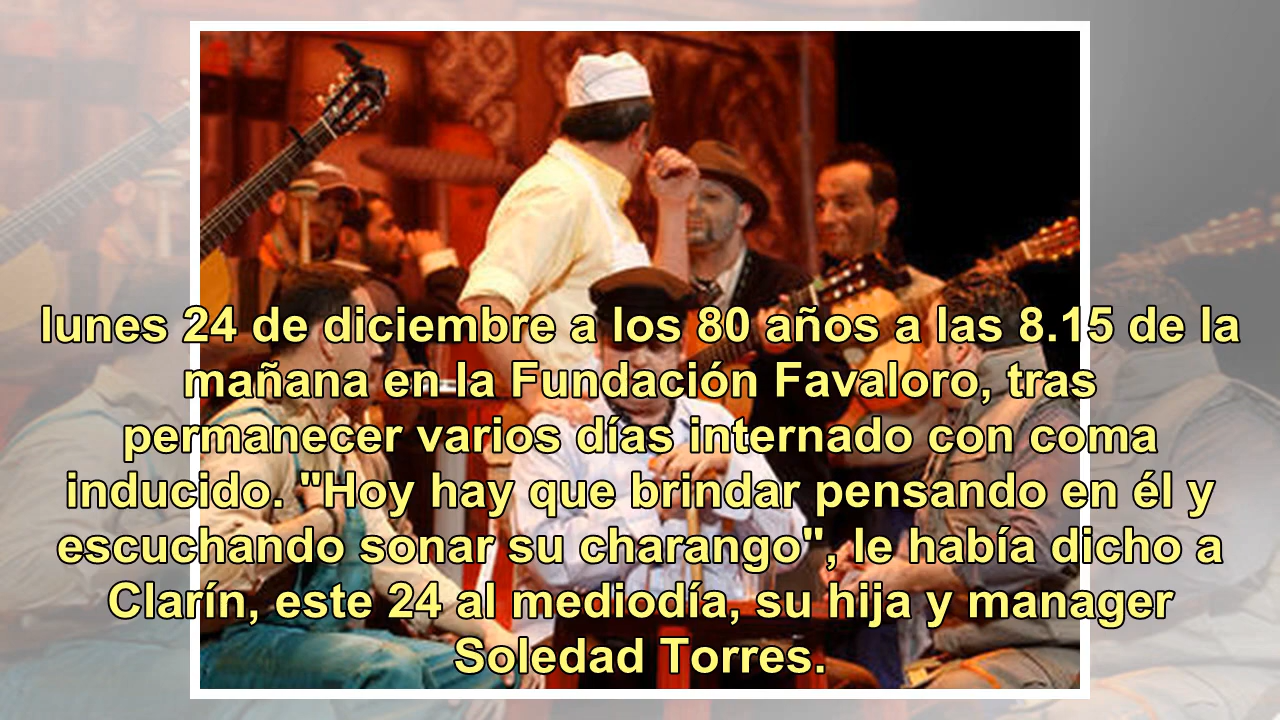 lunes 24 de diciembre a los 80 años a las 8.15 de la
mañana en la Fundación Favaloro, tras
permanecer varios días internado con coma
inducido. "Hoy hay que brindar pensando en él y
escuchando sonar su charango", le había dicho a
Clarín, este 24 al mediodía, su hija y manager
Soledad Torres.